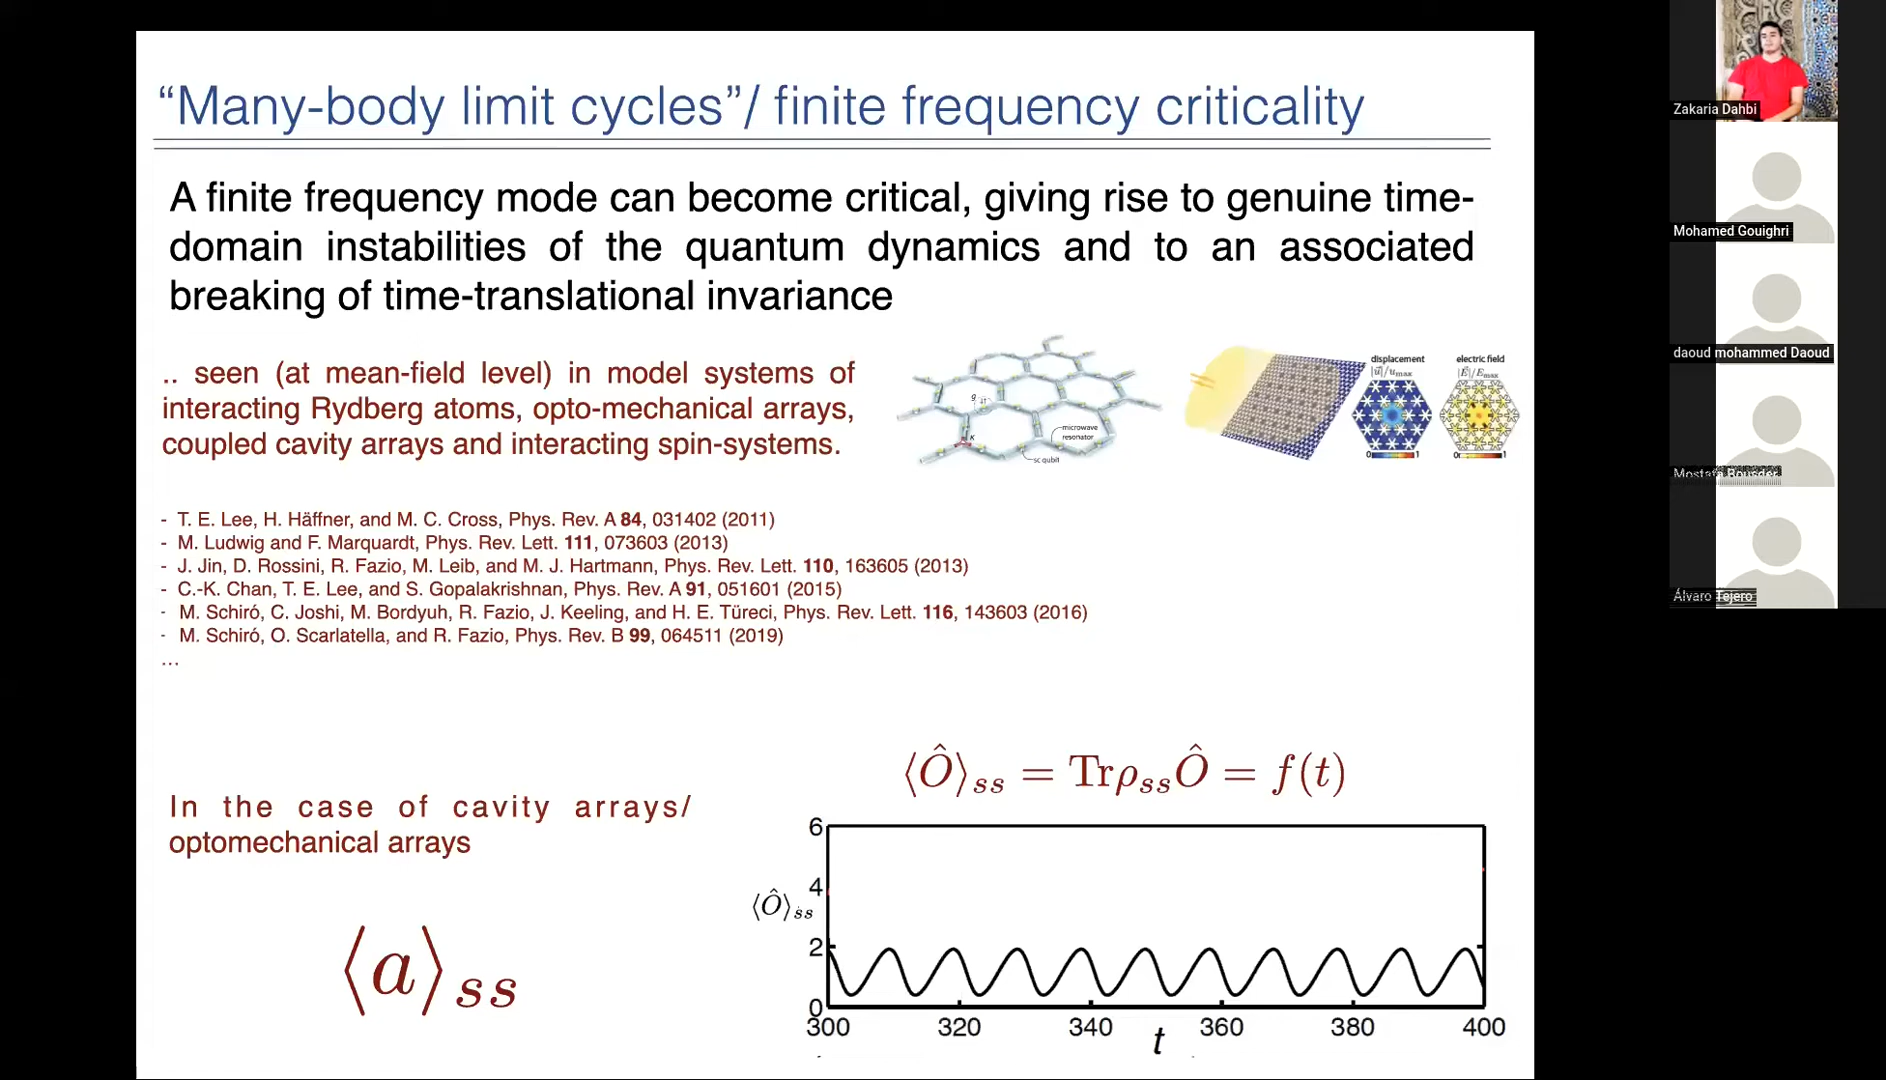 “Many-body limit cycles”/ finite frequency criticality
A finite frequency mode can become critical, giving rise to genuine time-
domain instabilities of the quantum dynamics and to an associated
breaking of time-translational invariance
.. seen (at mean-field level) in model systems of
interacting Rydberg atoms, opto-mechanical arrays,
coupled cavity arrays and interacting spin-systems.
g
κ
microwave
resonator
sc qubit
displacement
|u⃗|/u_max
electric field
|E⃗|/E_max
0 1
0 1
- T. E. Lee, H. Häffner, and M. C. Cross, Phys. Rev. A 84, 031402 (2011)
- M. Ludwig and F. Marquardt, Phys. Rev. Lett. 111, 073603 (2013)
- J. Jin, D. Rossini, R. Fazio, M. Leib, and M. J. Hartmann, Phys. Rev. Lett. 110, 163605 (2013)
- C.-K. Chan, T. E. Lee, and S. Gopalakrishnan, Phys. Rev. A 91, 051601 (2015)
- M. Schiró, C. Joshi, M. Bordyuh, R. Fazio, J. Keeling, and H. E. Türeci, Phys. Rev. Lett. 116, 143603 (2016)
- M. Schiró, O. Scarlatella, and R. Fazio, Phys. Rev. B 99, 064511 (2019)
...
In the case of cavity arrays/
optomechanical arrays
⟨a⟩ss
⟨Ô⟩ss = Trρss Ô = f(t)
6
4
⟨Ô⟩ss
2
0
300 320 340 360 380 400
t
Zakaria Dahbi
Mohamed Gouighri
daoud mohammed Daoud
Mostafa Bousder
Álvaro Tejero